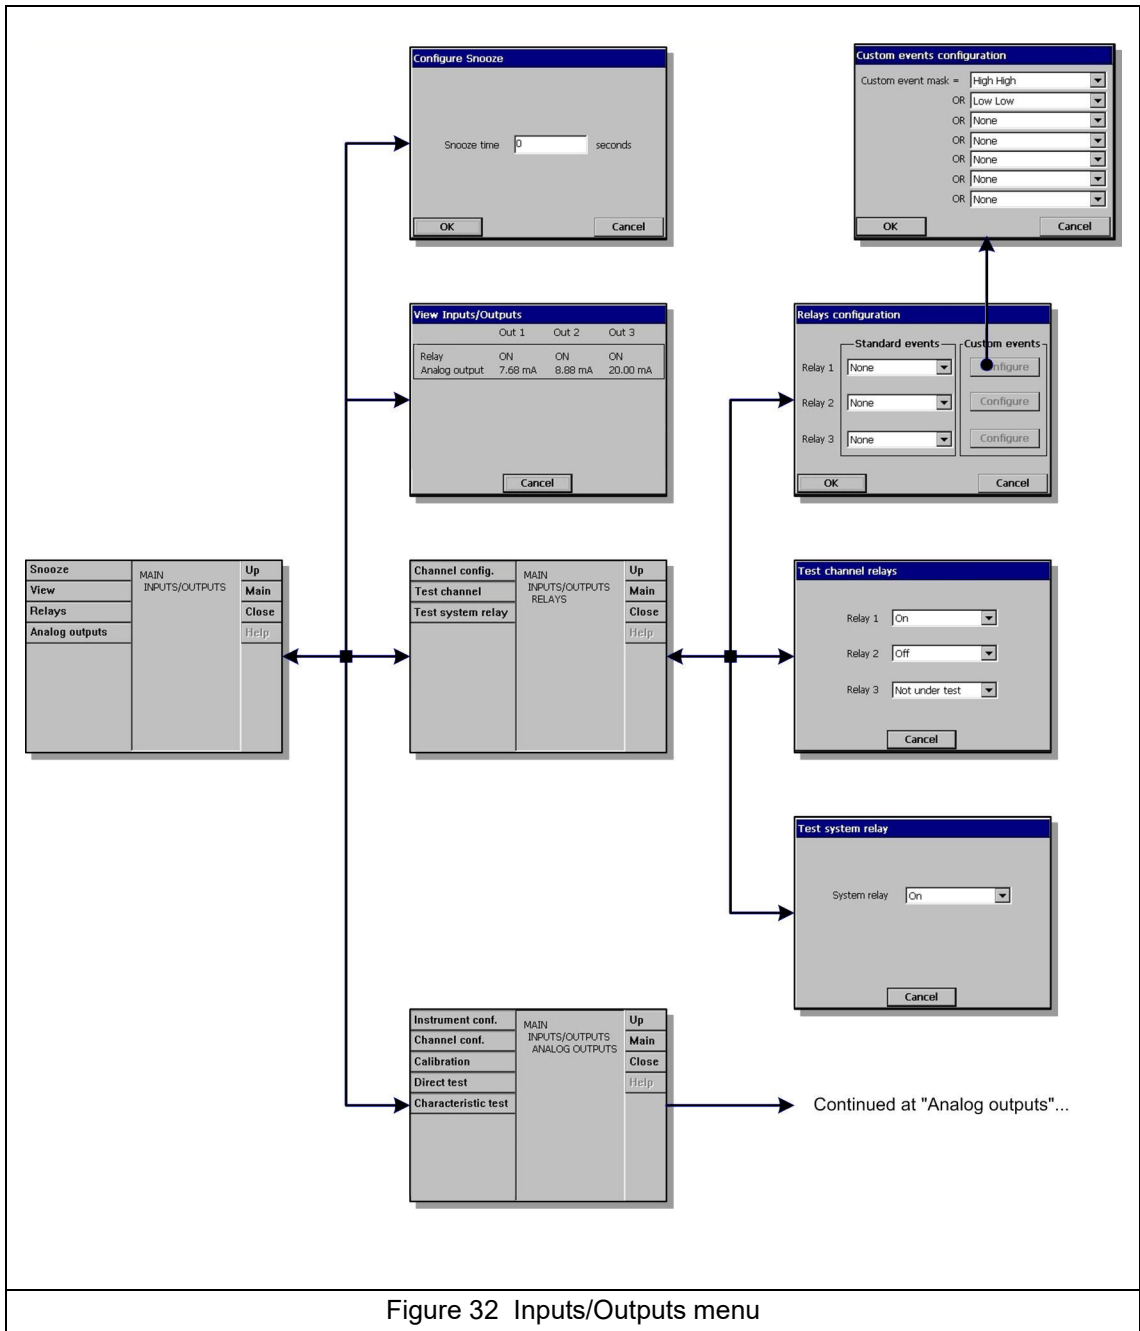 Configure Snooze
Snooze time 0 seconds
OK Cancel
Custom events configuration
Custom event mask = High High
OR Low Low
OR None
OR None
OR None
OR None
OR None
OK Cancel
View Inputs/Outputs
Out 1 Out 2 Out 3
Relay ON ON ON
Analog output 7.68 mA 8.88 mA 20.00 mA
Cancel
Relays configuration
Standard events Custom events
Relay 1 None
Relay 2 None Configure
Relay 3 None Configure
OK Cancel
Snooze
View
Relays
Analog outputs
MAIN
INPUTS/OUTPUTS
Up
Main
Close
Help
Channel config.
Test channel
Test system relay
MAIN
INPUTS/OUTPUTS
RELAYS
Up
Main
Close
Help
Test channel relays
Relay 1 On
Relay 2 Off
Relay 3 Not under test
Cancel
Test system relay
System relay On
Cancel
Instrument conf.
Channel conf.
Calibration
Direct test
Characteristic test
MAIN
INPUTS/OUTPUTS
ANALOG OUTPUTS
Up
Main
Close
Help
Continued at "Analog outputs"...
Figure 32 Inputs/Outputs menu